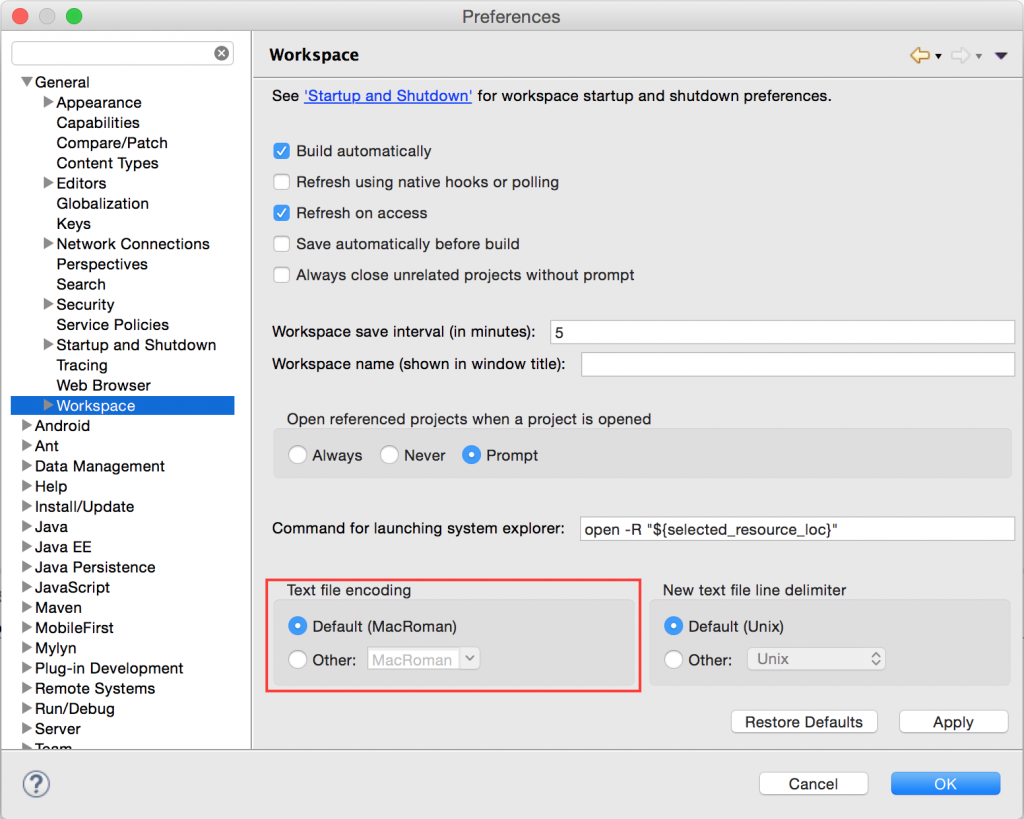 Preferences
General
Appearance
Capabilities
Compare/Patch
Content Types
Editors
Globalization
Keys
Network Connections
Perspectives
Search
Security
Service Policies
Startup and Shutdown
Tracing
Web Browser
Workspace
Android
Ant
Data Management
Help
Install/Update
Java
Java EE
Java Persistence
JavaScript
Maven
MobileFirst
Mylyn
Plug-in Development
Remote Systems
Run/Debug
Server
Team
Workspace
See 'Startup and Shutdown' for workspace startup and shutdown preferences.
Build automatically
Refresh using native hooks or polling
Refresh on access
Save automatically before build
Always close unrelated projects without prompt
Workspace save interval (in minutes): 5
Workspace name (shown in window title):
Open referenced projects when a project is opened
Always Never Prompt
Command for launching system explorer: open -R "${selected_resource_loc}"
Text file encoding
Default (MacRoman)
Other: MacRoman
New text file line delimiter
Default (Unix)
Other: Unix
Restore Defaults Apply
? Cancel OK